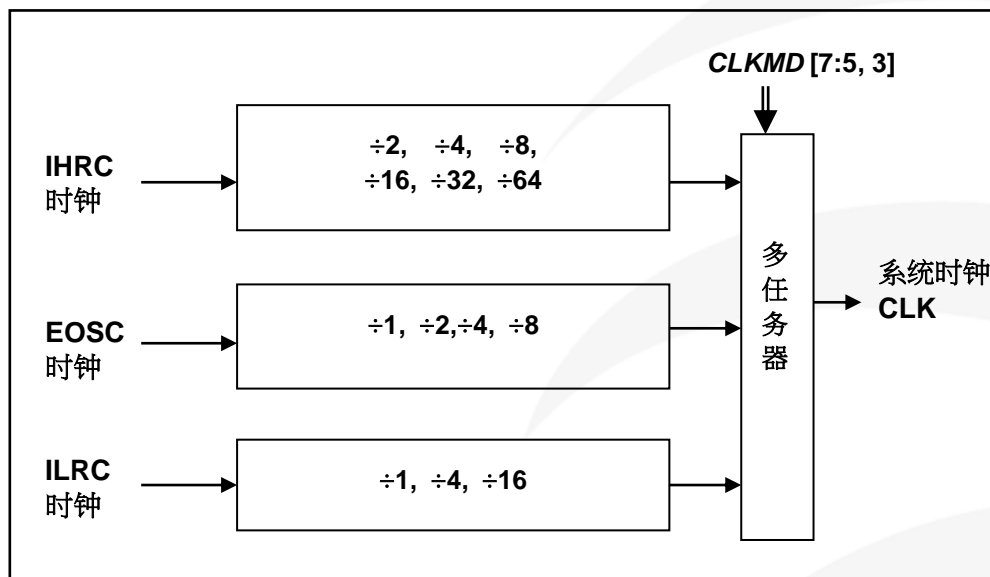 CLKMD [7:5, 3]
IHRC
时钟
÷2, ÷4, ÷8,
÷16, ÷32, ÷64
EOSC
时钟
÷1, ÷2,÷4, ÷8
ILRC
时钟
÷1, ÷4, ÷16
多
任
务
器
系统时钟
CLK